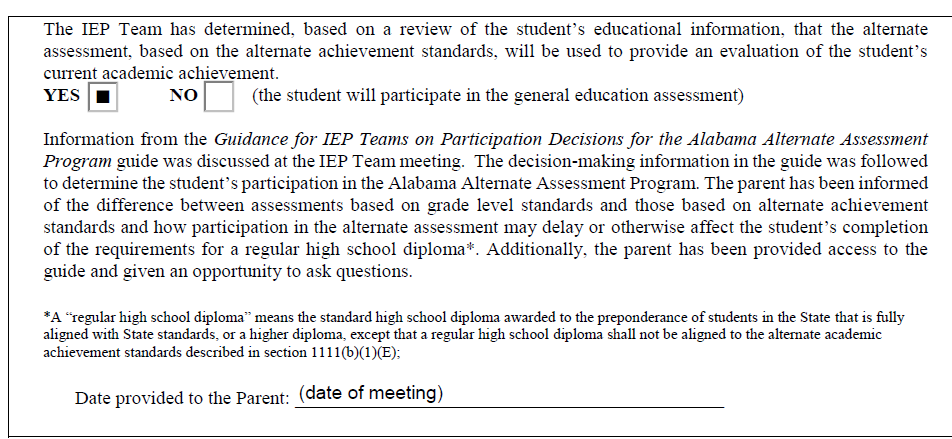 The IEP Team has determined, based on a review of the student's educational information, that the alternate
assessment, based on the alternate achievement standards, will be used to provide an evaluation of the student's
current academic achievement.
YES ■ NO (the student will participate in the general education assessment)
Information from the Guidance for IEP Teams on Participation Decisions for the Alabama Alternate Assessment
Program guide was discussed at the IEP Team meeting. The decision-making information in the guide was followed
to determine the student's participation in the Alabama Alternate Assessment Program. The parent has been informed
of the difference between assessments based on grade level standards and those based on alternate achievement
standards and how participation in the alternate assessment may delay or otherwise affect the student's completion
of the requirements for a regular high school diploma*. Additionally, the parent has been provided access to the
guide and given an opportunity to ask questions.
*A “regular high school diploma” means the standard high school diploma awarded to the preponderance of students in the State that is fully
aligned with State standards, or a higher diploma, except that a regular high school diploma shall not be aligned to the alternate academic
achievement standards described in section 1111(b)(1)(E);
Date provided to the Parent: (date of meeting)